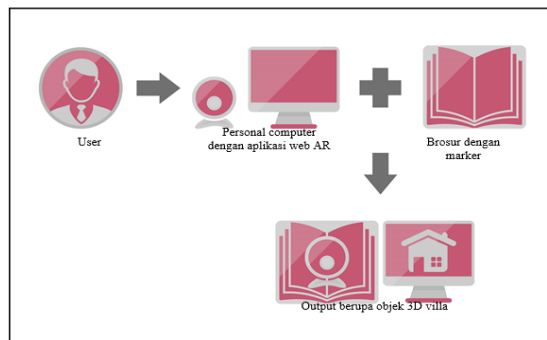 User
Personal computer
dengan aplikasi web AR
Brosur dengan
marker
Output berupa objek 3D villa